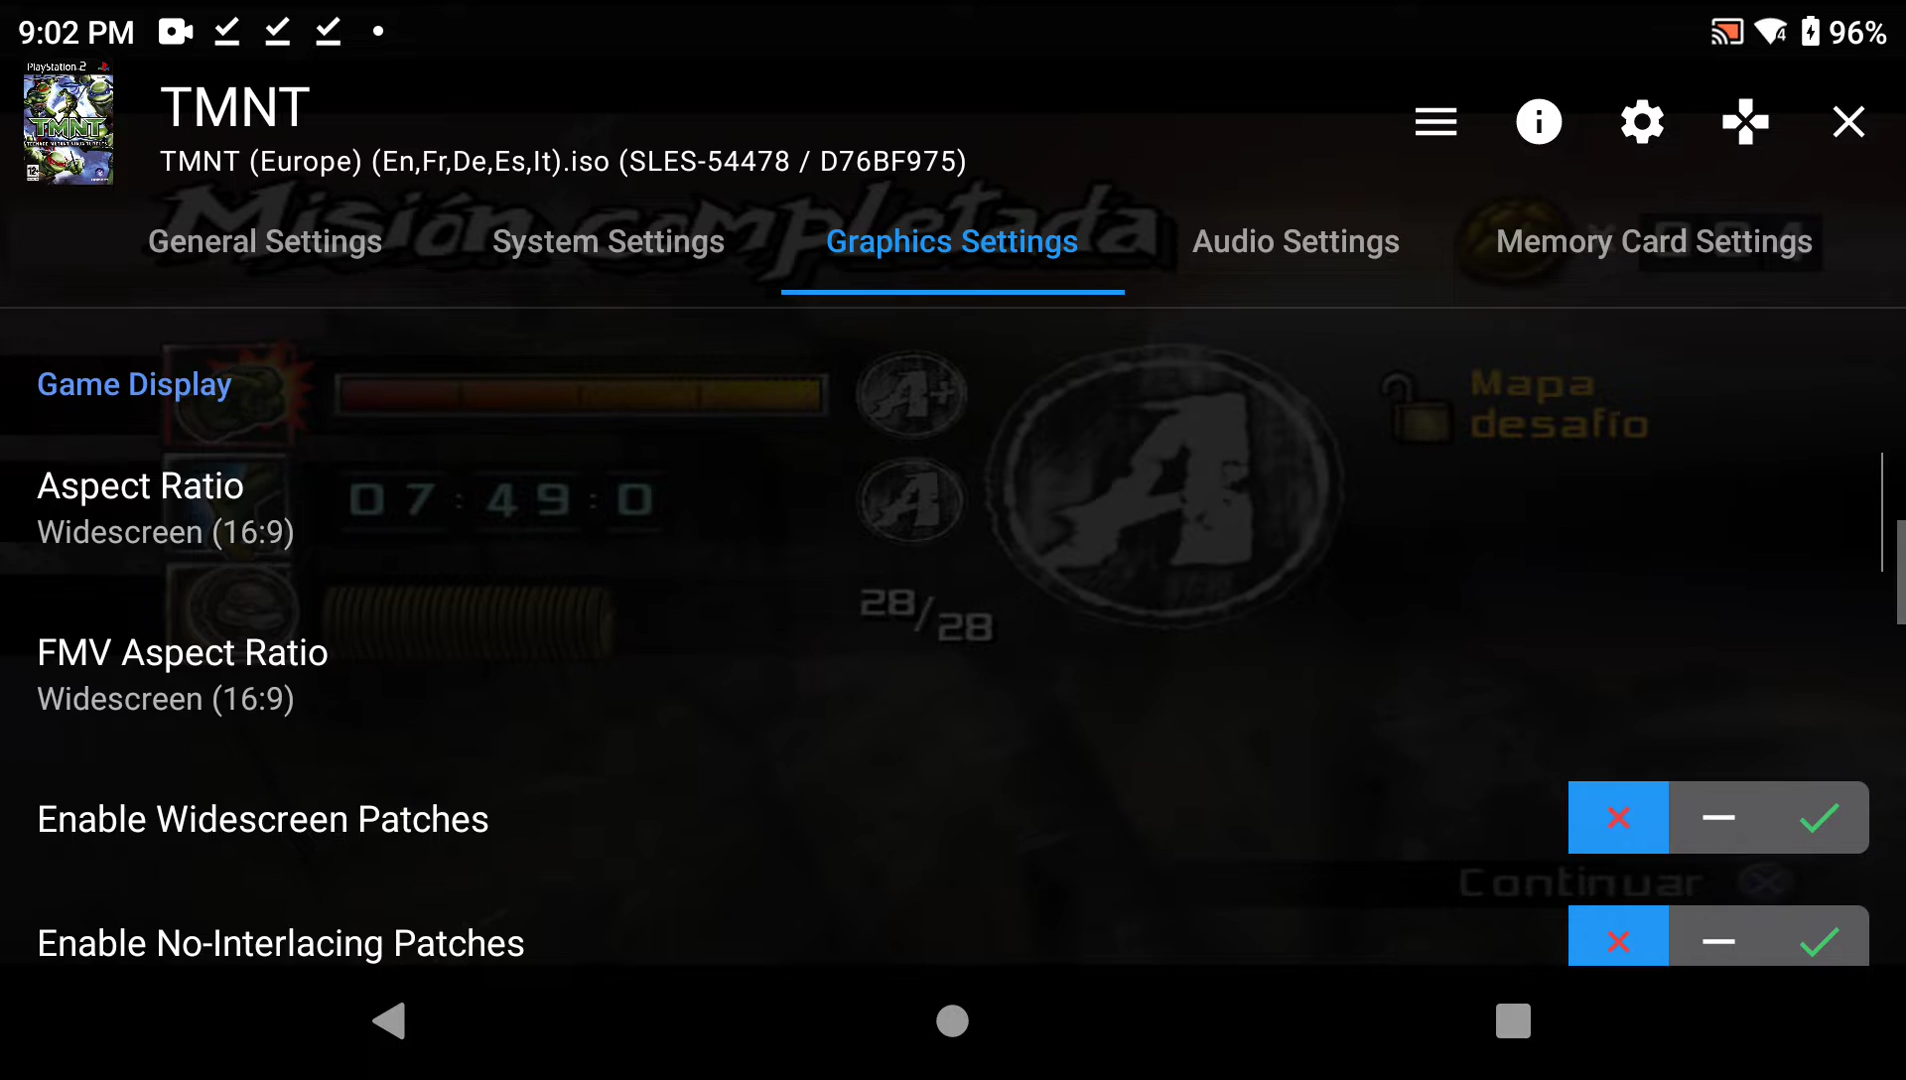 9:02 PM
4
96%
PlayStation 2
TMNT
12
TMNT
TMNT (Europe) (En,Fr,De,Es,It).iso (SLES-54478 / D76BF975)
Misión completada
General Settings
System Settings
Graphics Settings
Audio Settings
Memory Card Settings
Game Display
A+
A
Mapa
desafío
Aspect Ratio
Widescreen (16:9)
07:49:0
A
28/28
FMV Aspect Ratio
Widescreen (16:9)
Enable Widescreen Patches
Continuar
Enable No-Interlacing Patches